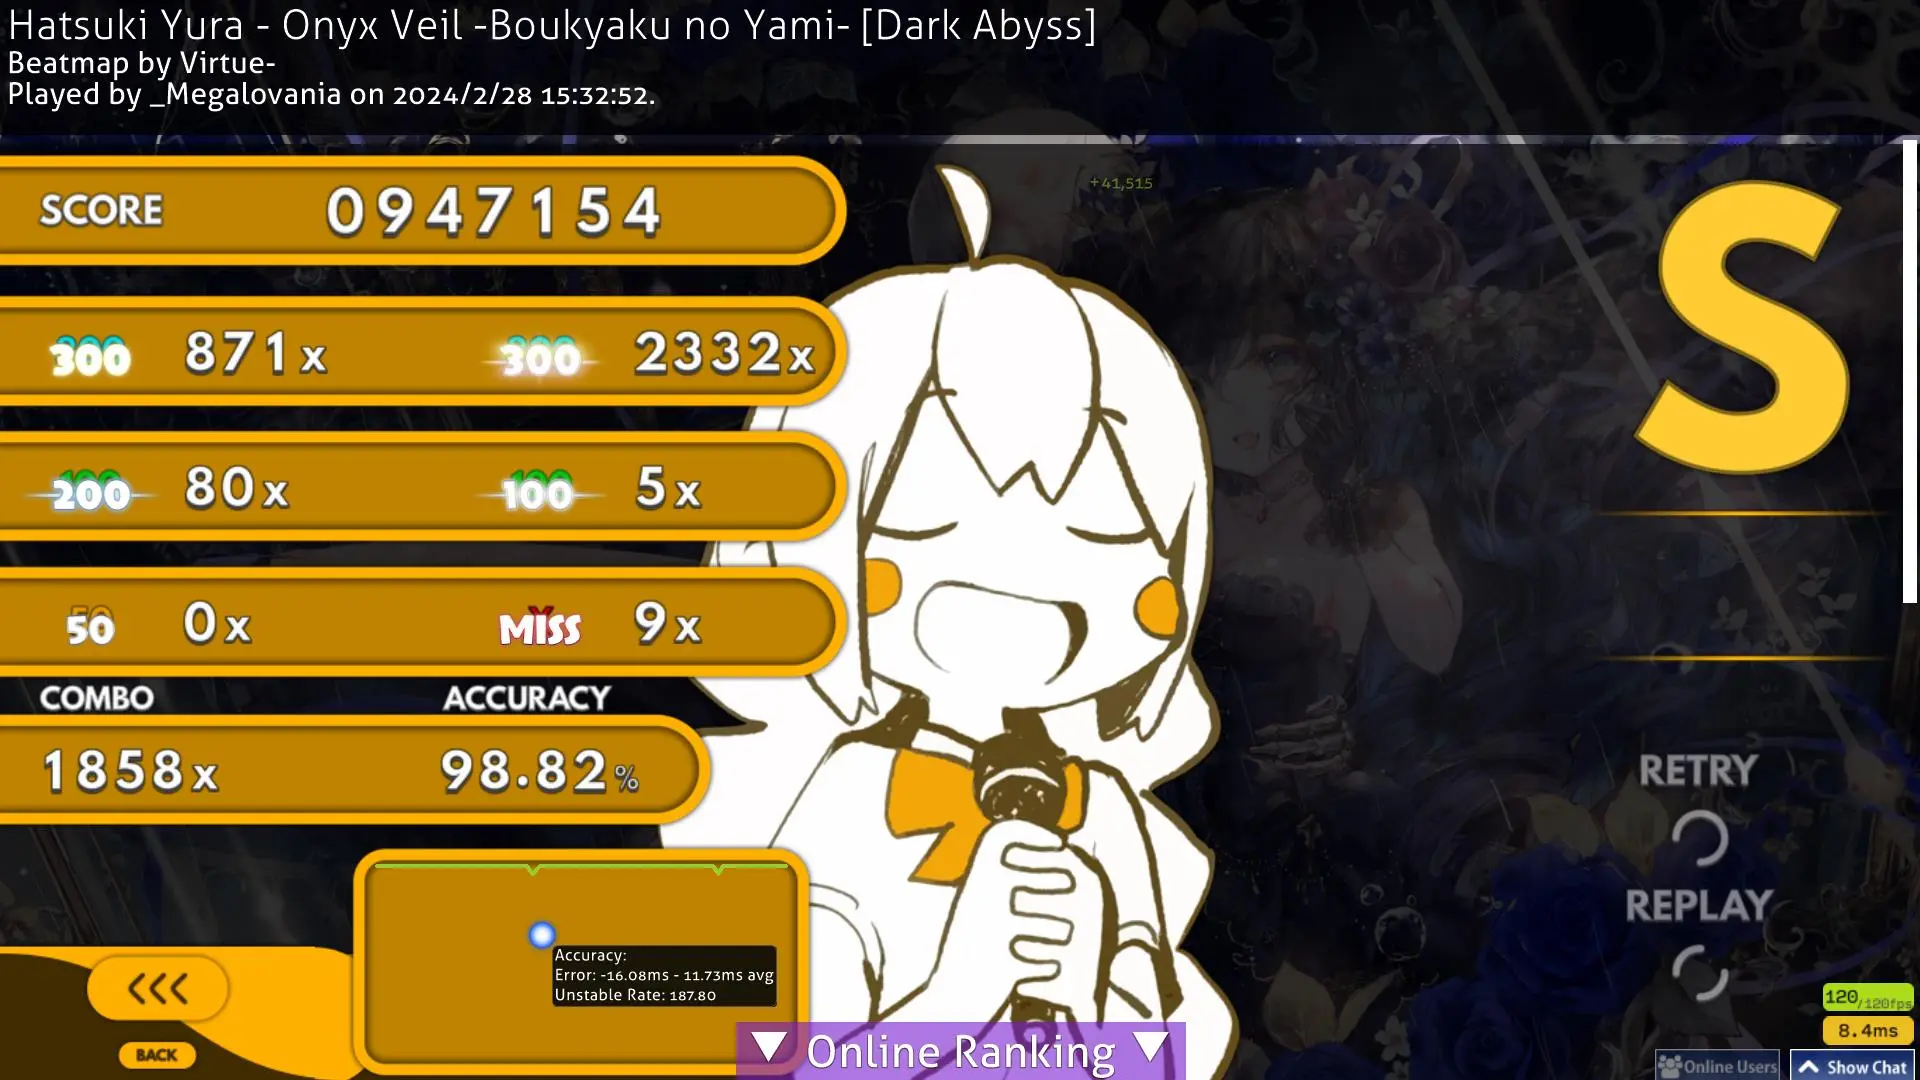 Hatsuki Yura - Onyx Veil -Boukyaku no Yami- [Dark Abyss]
Beatmap by Virtue-
Played by _Megalovania on 2024/2/28 15:32:52.
+41,515
SCORE 0947154
300 871x 300 2332x
200 80x 100 5x
50 0x MISS 9x
COMBO ACCURACY
1858x 98.82%
S
RETRY
REPLAY
Accuracy:
Error: -16.08ms - 11.73ms avg
Unstable Rate: 187.80
BACK
▼ Online Ranking ▼
120/120fps
8.4ms
Online Users
Show Chat